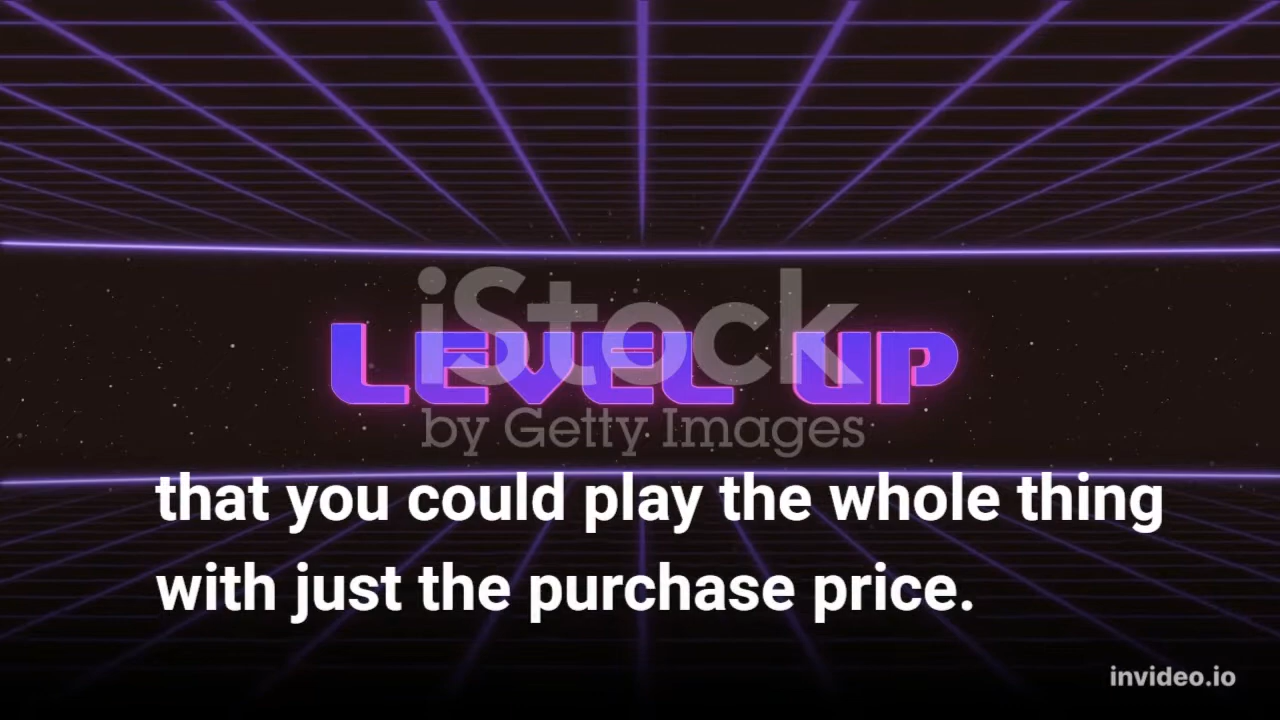 iStock
LEVEL UP
by Getty Images
that you could play the whole thing
with just the purchase price.
invideo.io